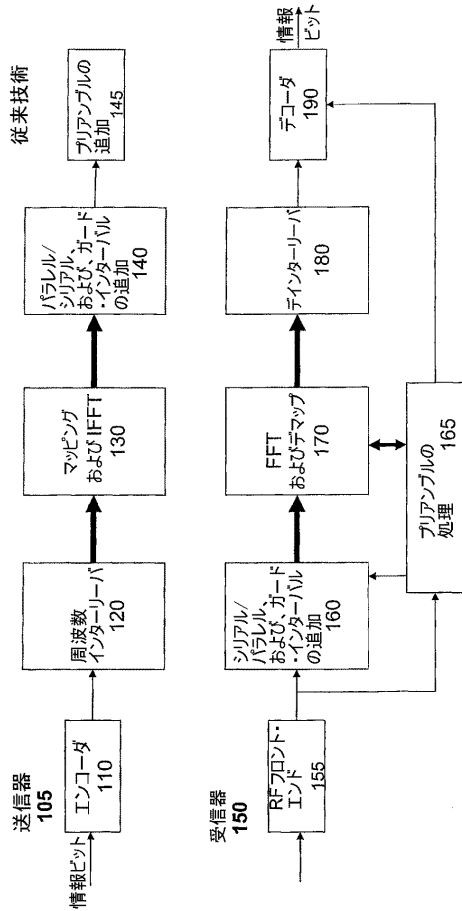 従来技術
送信器
105
情報ビット
エンコーダ
110
周波数
インターリーバ
120
マッピング
およびIFFT
130
パラレル/
シリアル、
および、ガード
・インターバル
の追加
140
プリアンブルの
追加
145
受信器
150
RFフロント・
エンド
155
シリアル/
パラレル、
および、ガード
・インターバル
の追加
160
FFT
およびデマップ
170
デインターリーバ
180
デコーダ
190
情報
ビット
プリアンブルの
処理
165